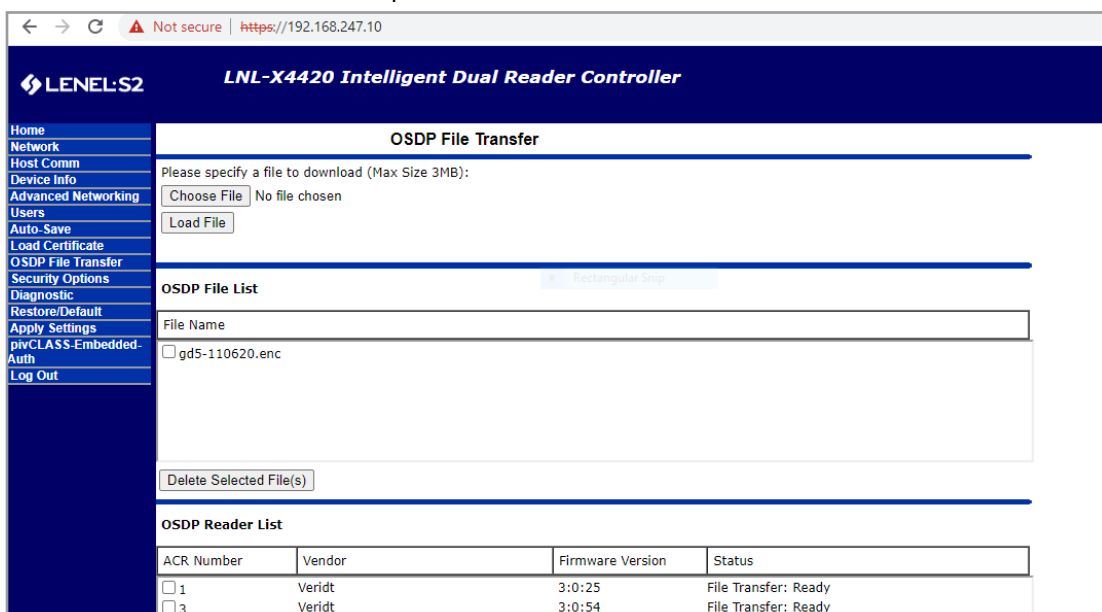 Not secure | https://192.168.247.10
LENEL:S2
LNL-X4420 Intelligent Dual Reader Controller
Home
Network
Host Comm
Device Info
Advanced Networking
Users
Auto-Save
Load Certificate
OSDP File Transfer
Security Options
Diagnostic
Restore/Default
Apply Settings
pivCLASS-Embedded-
Auth
Log Out
OSDP File Transfer
Please specify a file to download (Max Size 3MB):
Choose File No file chosen
Load File
Rectangular Snip
OSDP File List
File Name
gd5-110620.enc
Delete Selected File(s)
OSDP Reader List
ACR Number Vendor Firmware Version Status
1 Veridt 3:0:25 File Transfer: Ready
3 Veridt 3:0:54 File Transfer: Ready